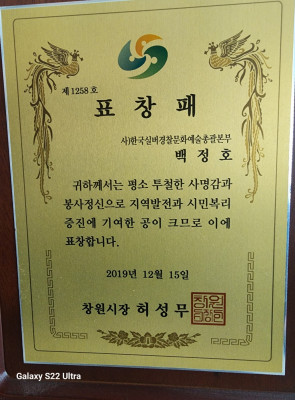 제1258호
표창패
사)한국실버경찰문화예술총괄본부
백정호
귀하께서는 평소 투철한 사명감과
봉사정신으로 지역발전과 시민복리
증진에 기여한 공이 크므로 이에
표창합니다.
2019년 12월 15일
창원시장 허성무
Galaxy S22 Ultra